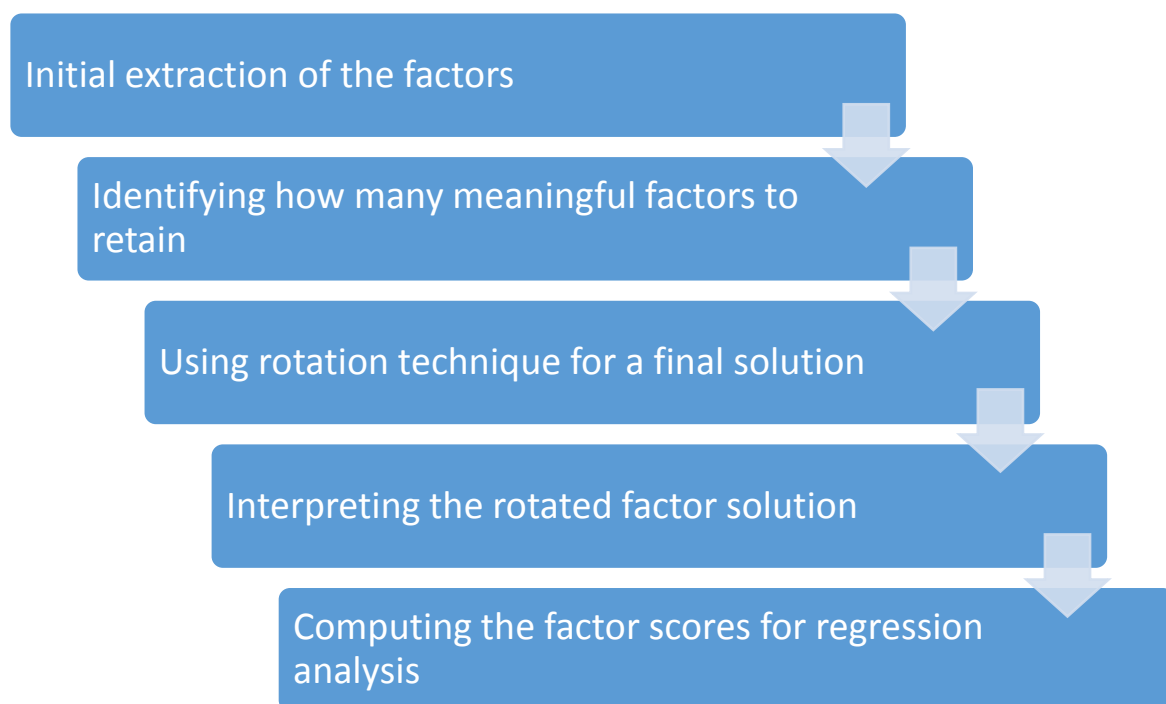 Initial extraction of the factors
Identifying how many meaningful factors to
retain
Using rotation technique for a final solution
Interpreting the rotated factor solution
Computing the factor scores for regression
analysis